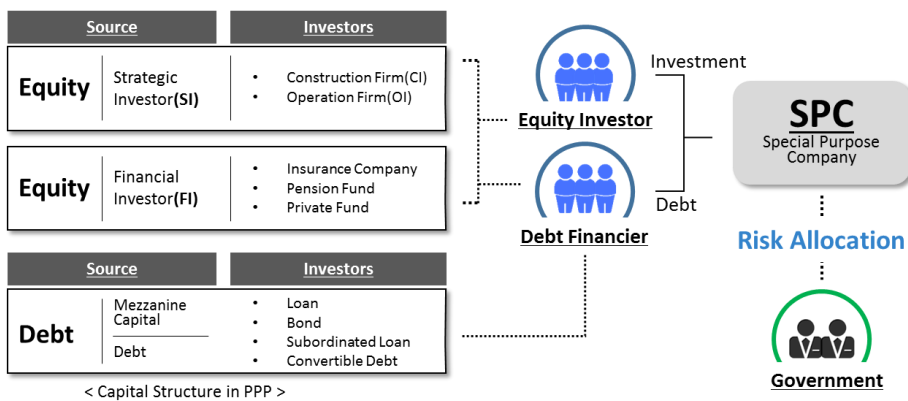 Source
Investors
Equity
Strategic
Investor(SI)
• Construction Firm(CI)
• Operation Firm(OI)
Equity
Financial
Investor(FI)
• Insurance Company
• Pension Fund
• Private Fund
Source
Investors
Debt
Mezzanine
Capital
Debt
• Loan
• Bond
• Subordinated Loan
• Convertible Debt
< Capital Structure in PPP >
Equity Investor
Debt Financier
Investment
Debt
SPC
Special Purpose
Company
Risk Allocation
Government